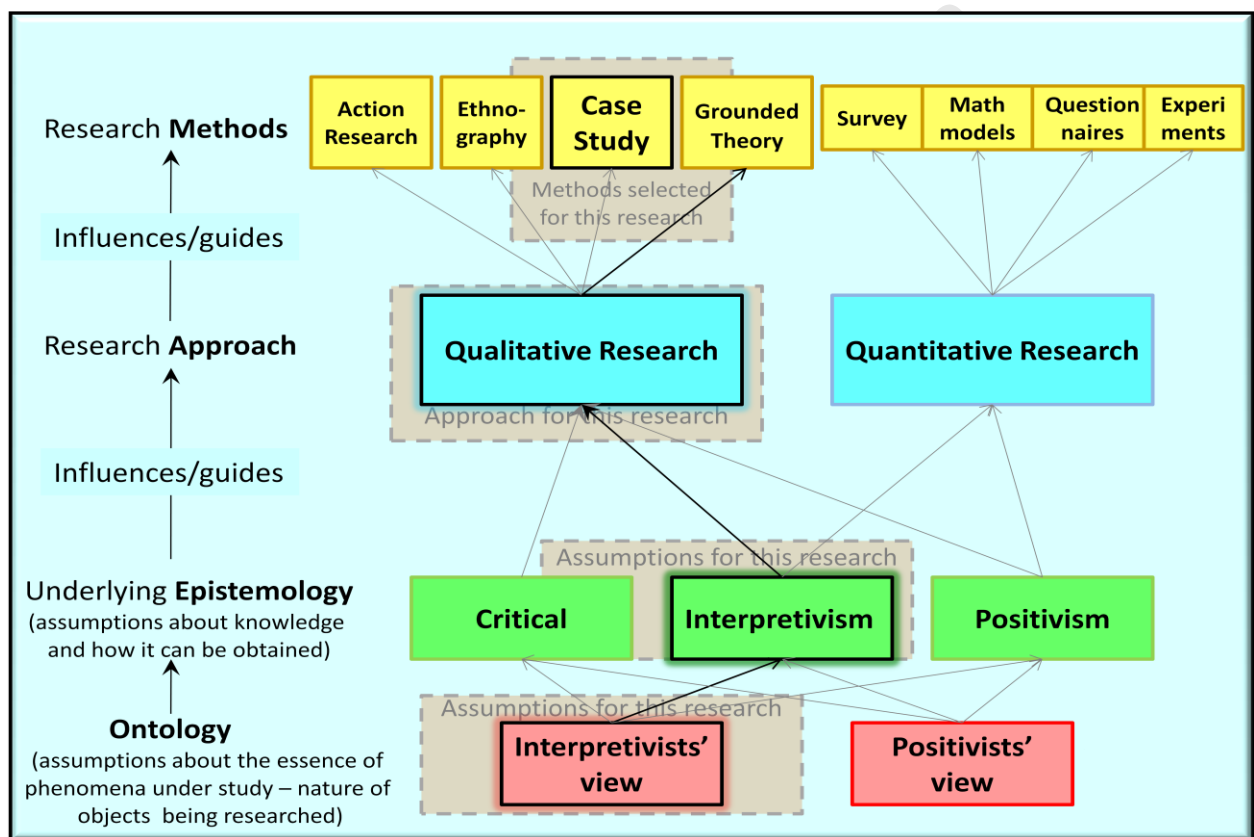 Action
Research
Ethno-
graphy
Case
Study
Grounded
Theory
Survey
Math
models
Question
naires
Experi
ments
Research Methods
Methods selected
for this research
Influences/guides
Research Approach
Qualitative Research
Quantitative Research
Approach for this research
Influences/guides
Assumptions for this research
Underlying Epistemology
(assumptions about knowledge
and how it can be obtained)
Critical
Interpretivism
Positivism
Assumptions for this research
Ontology
(assumptions about the essence of
phenomena under study – nature of
objects being researched)
Interpretivists’
view
Positivists’
view